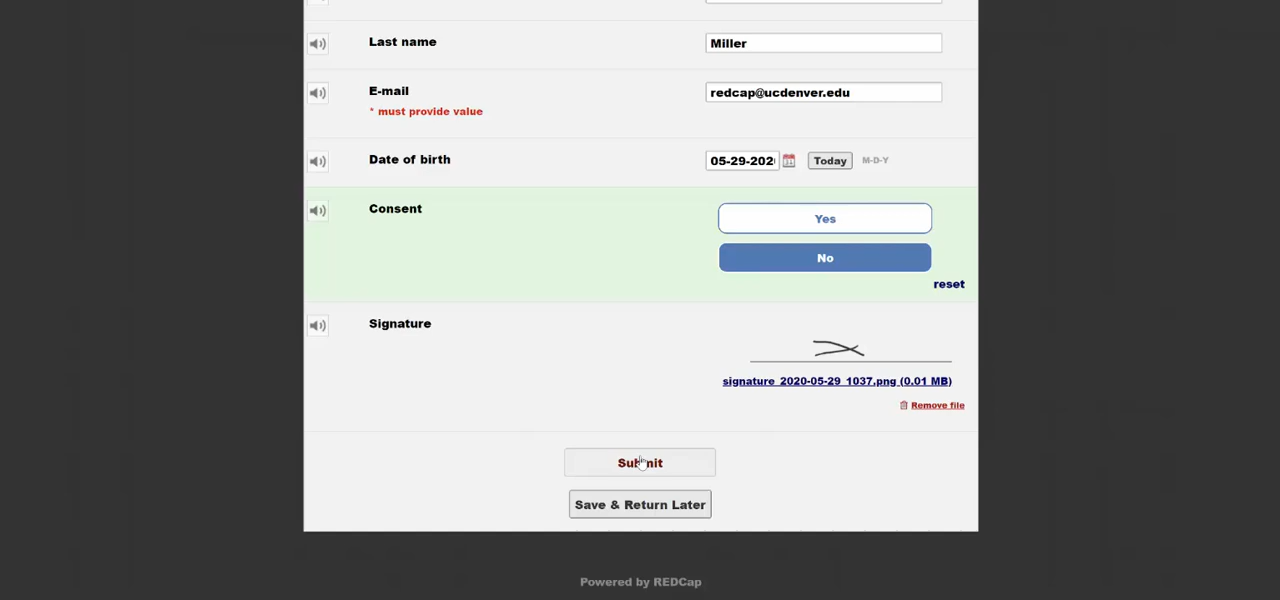 Last name
Miller
E-mail
redcap@ucdenver.edu
* must provide value
Date of birth
05-29-202
Today
M-D-Y
Consent
Yes
No
reset
Signature
signature_2020-05-29_1037.png (0.01 MB)
Remove file
Submit
Save & Return Later
Powered by REDCap